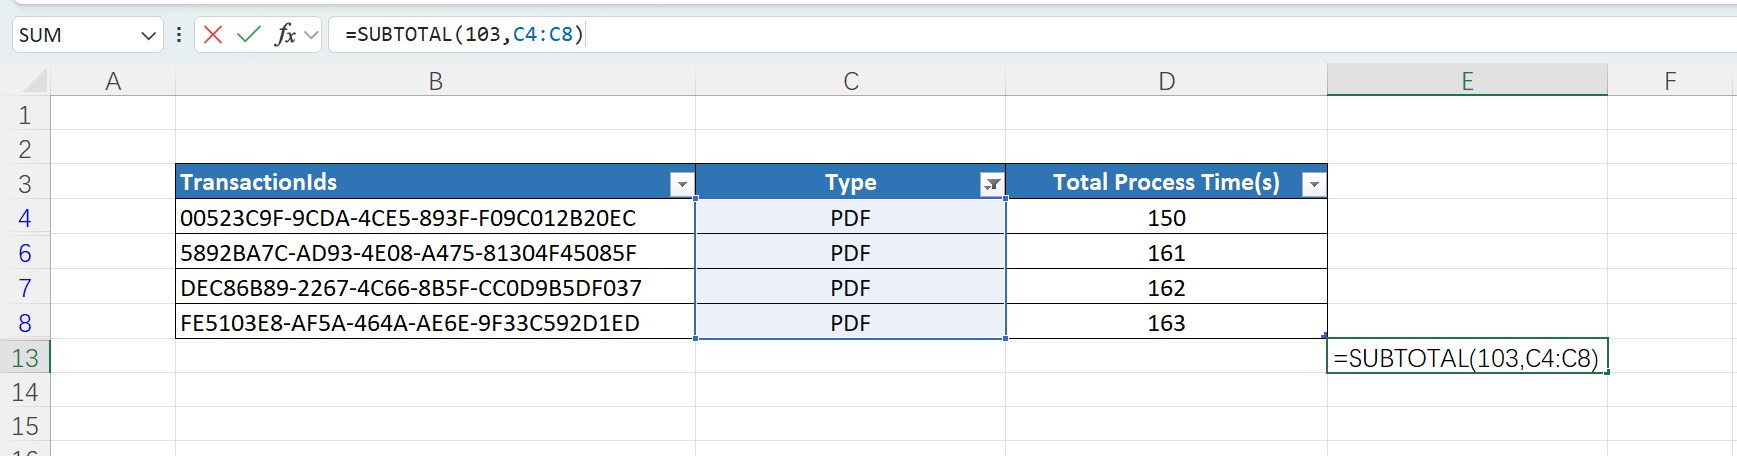 SUM
fx
=SUBTOTAL(103,C4:C8)
A B C D E F
1
2
3 TransactionIds Type Total Process Time(s)
4 00523C9F-9CDA-4CE5-893F-F09C012B20EC PDF 150
6 5892BA7C-AD93-4E08-A475-81304F45085F PDF 161
7 DEC86B89-2267-4C66-8B5F-CC0D9B5DF037 PDF 162
8 FE5103E8-AF5A-464A-AE6E-9F33C592D1ED PDF 163
13 =SUBTOTAL(103,C4:C8)
14
15